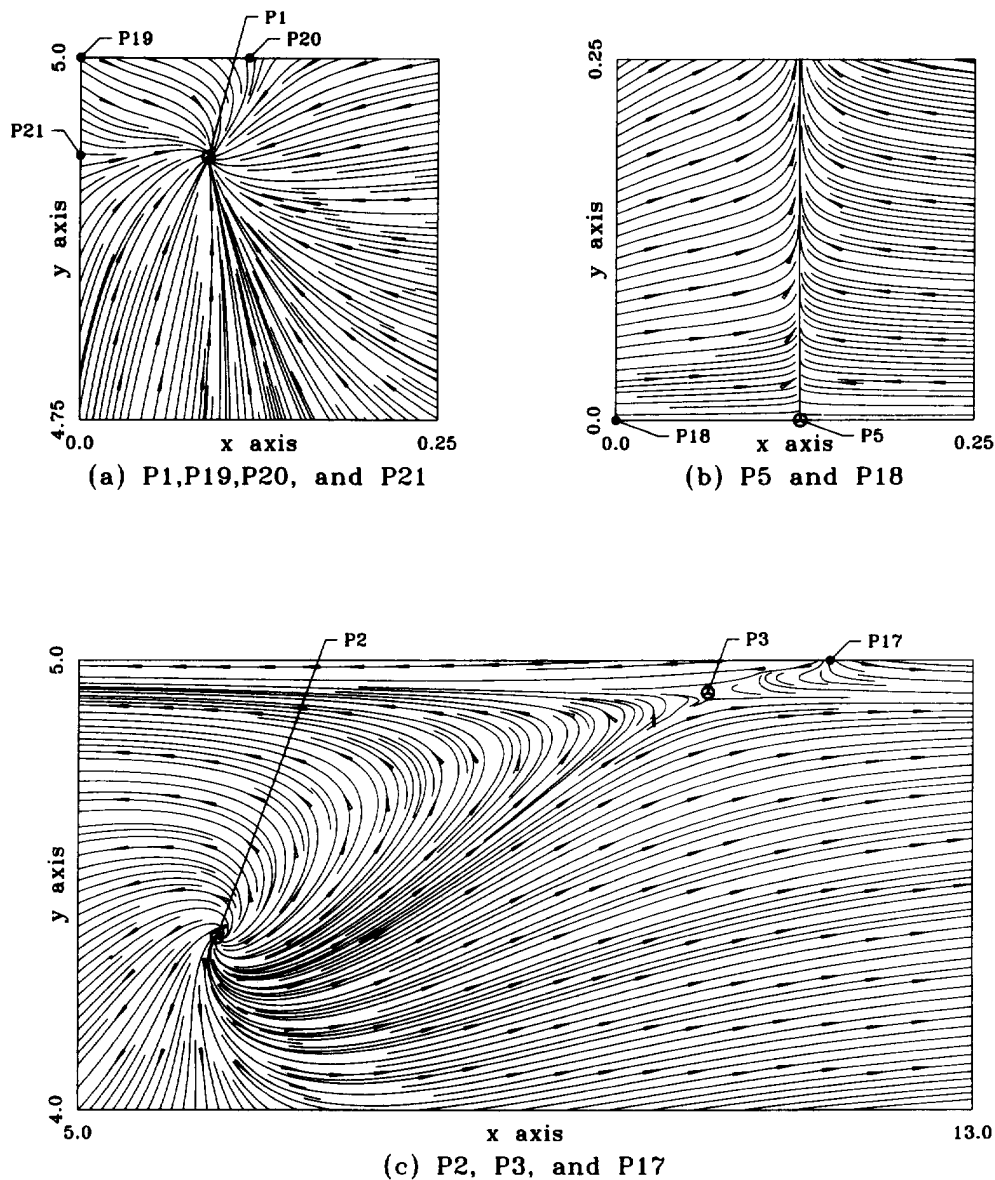 P1
P19
P20
5.0
P21
y axis
4.75
0.0
x axis
0.25
(a) P1,P19,P20, and P21
0.25
y axis
0.0
P18
P5
0.0
x axis
0.25
(b) P5 and P18
P2
P3
P17
5.0
y axis
4.0
5.0
x axis
13.0
(c) P2, P3, and P17